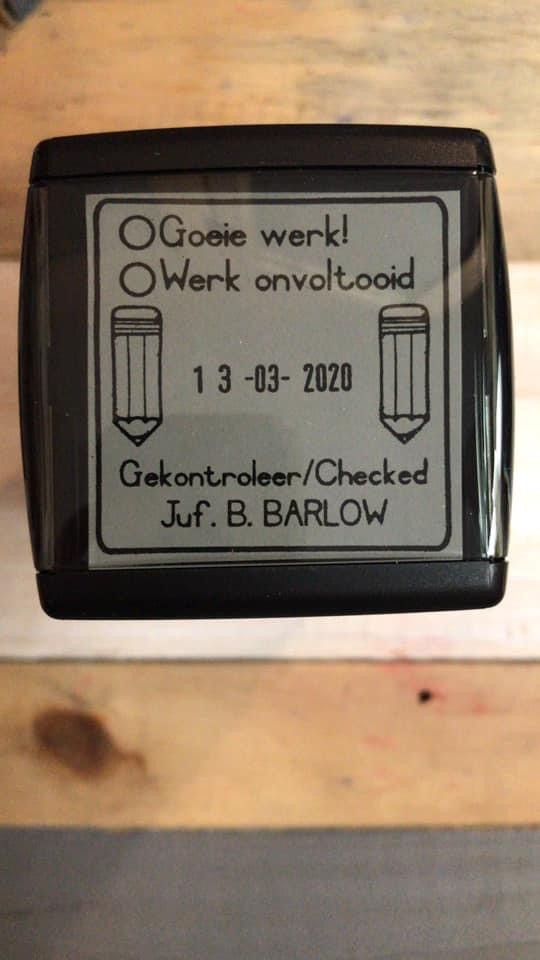 Goeie werk!
Werk onvoltooid
1 3 -03- 2020
Gekontroleer/Checked
Juf. B. BARLOW